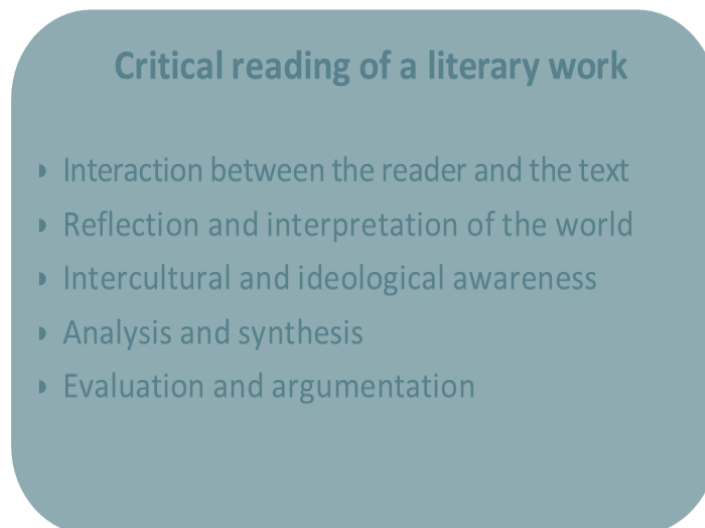 Critical reading of a literary work
Interaction between the reader and the text
Reflection and interpretation of the world
Intercultural and ideological awareness
Analysis and synthesis
Evaluation and argumentation